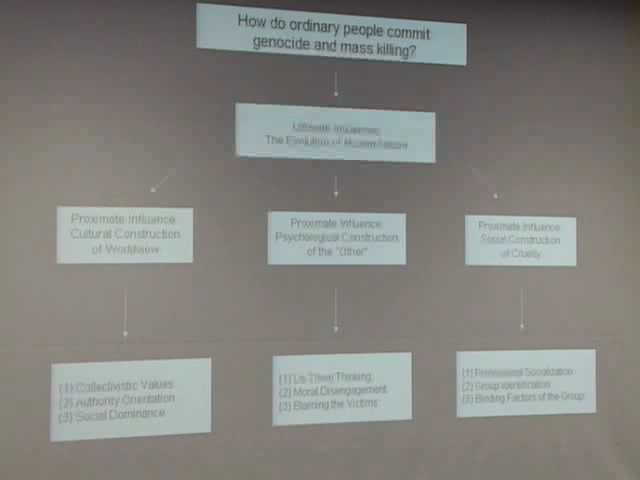 How do ordinary people commit
genocide and mass killing?
Ultimate Influences:
The Evolution of Human Nature
Proximate Influence:
Cultural Construction
of Worldview
Proximate Influence:
Psychological Construction
of the "Other"
Proximate Influence:
Social Construction
of Cruelty
(1) Collectivistic Values
(2) Authority Orientation
(3) Social Dominance
(1) Us-Them Thinking
(2) Moral Disengagement
(3) Blaming the Victims
(1) Professional Socialization
(2) Group Identification
(3) Binding Factors of the Group